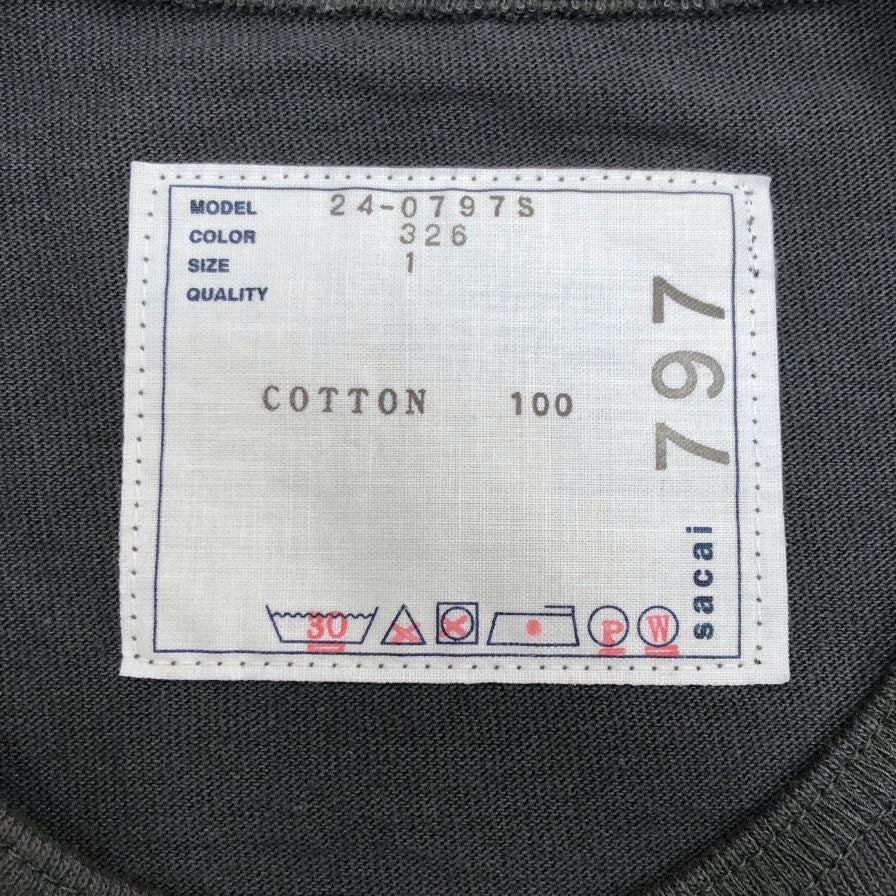 MODEL 24-0797S
COLOR 326
SIZE 1
QUALITY
COTTON 100
797
sacai
30 P W